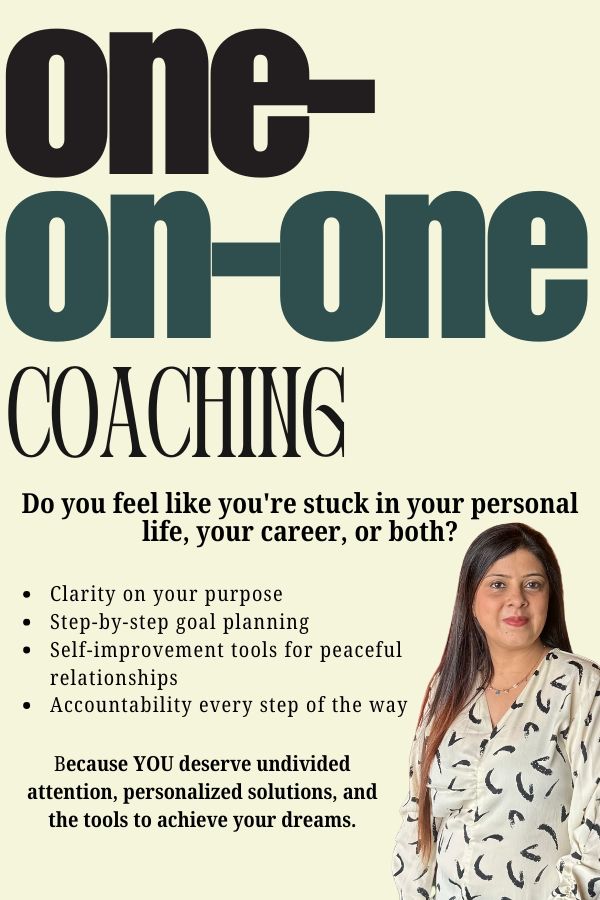 one-
on-one
COACHING
Do you feel like you're stuck in your personal
life, your career, or both?
• Clarity on your purpose
• Step-by-step goal planning
• Self-improvement tools for peaceful
relationships
• Accountability every step of the way
Because YOU deserve undivided
attention, personalized solutions, and
the tools to achieve your dreams.